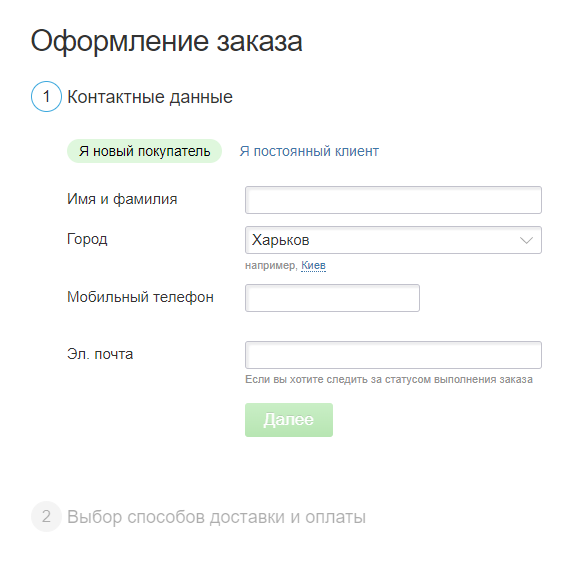 Оформление заказа
1 Контактные данные
Я новый покупатель Я постоянный клиент
Имя и фамилия
Город Харьков
например, Киев
Мобильный телефон
Эл. почта
Если вы хотите следить за статусом выполнения заказа
Далее
2 Выбор способов доставки и оплаты